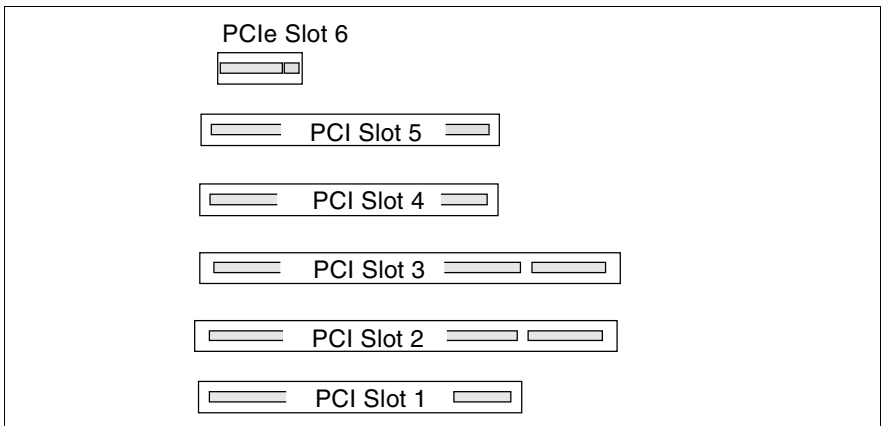 PCIe Slot 6
PCI Slot 5
PCI Slot 4
PCI Slot 3
PCI Slot 2
PCI Slot 1